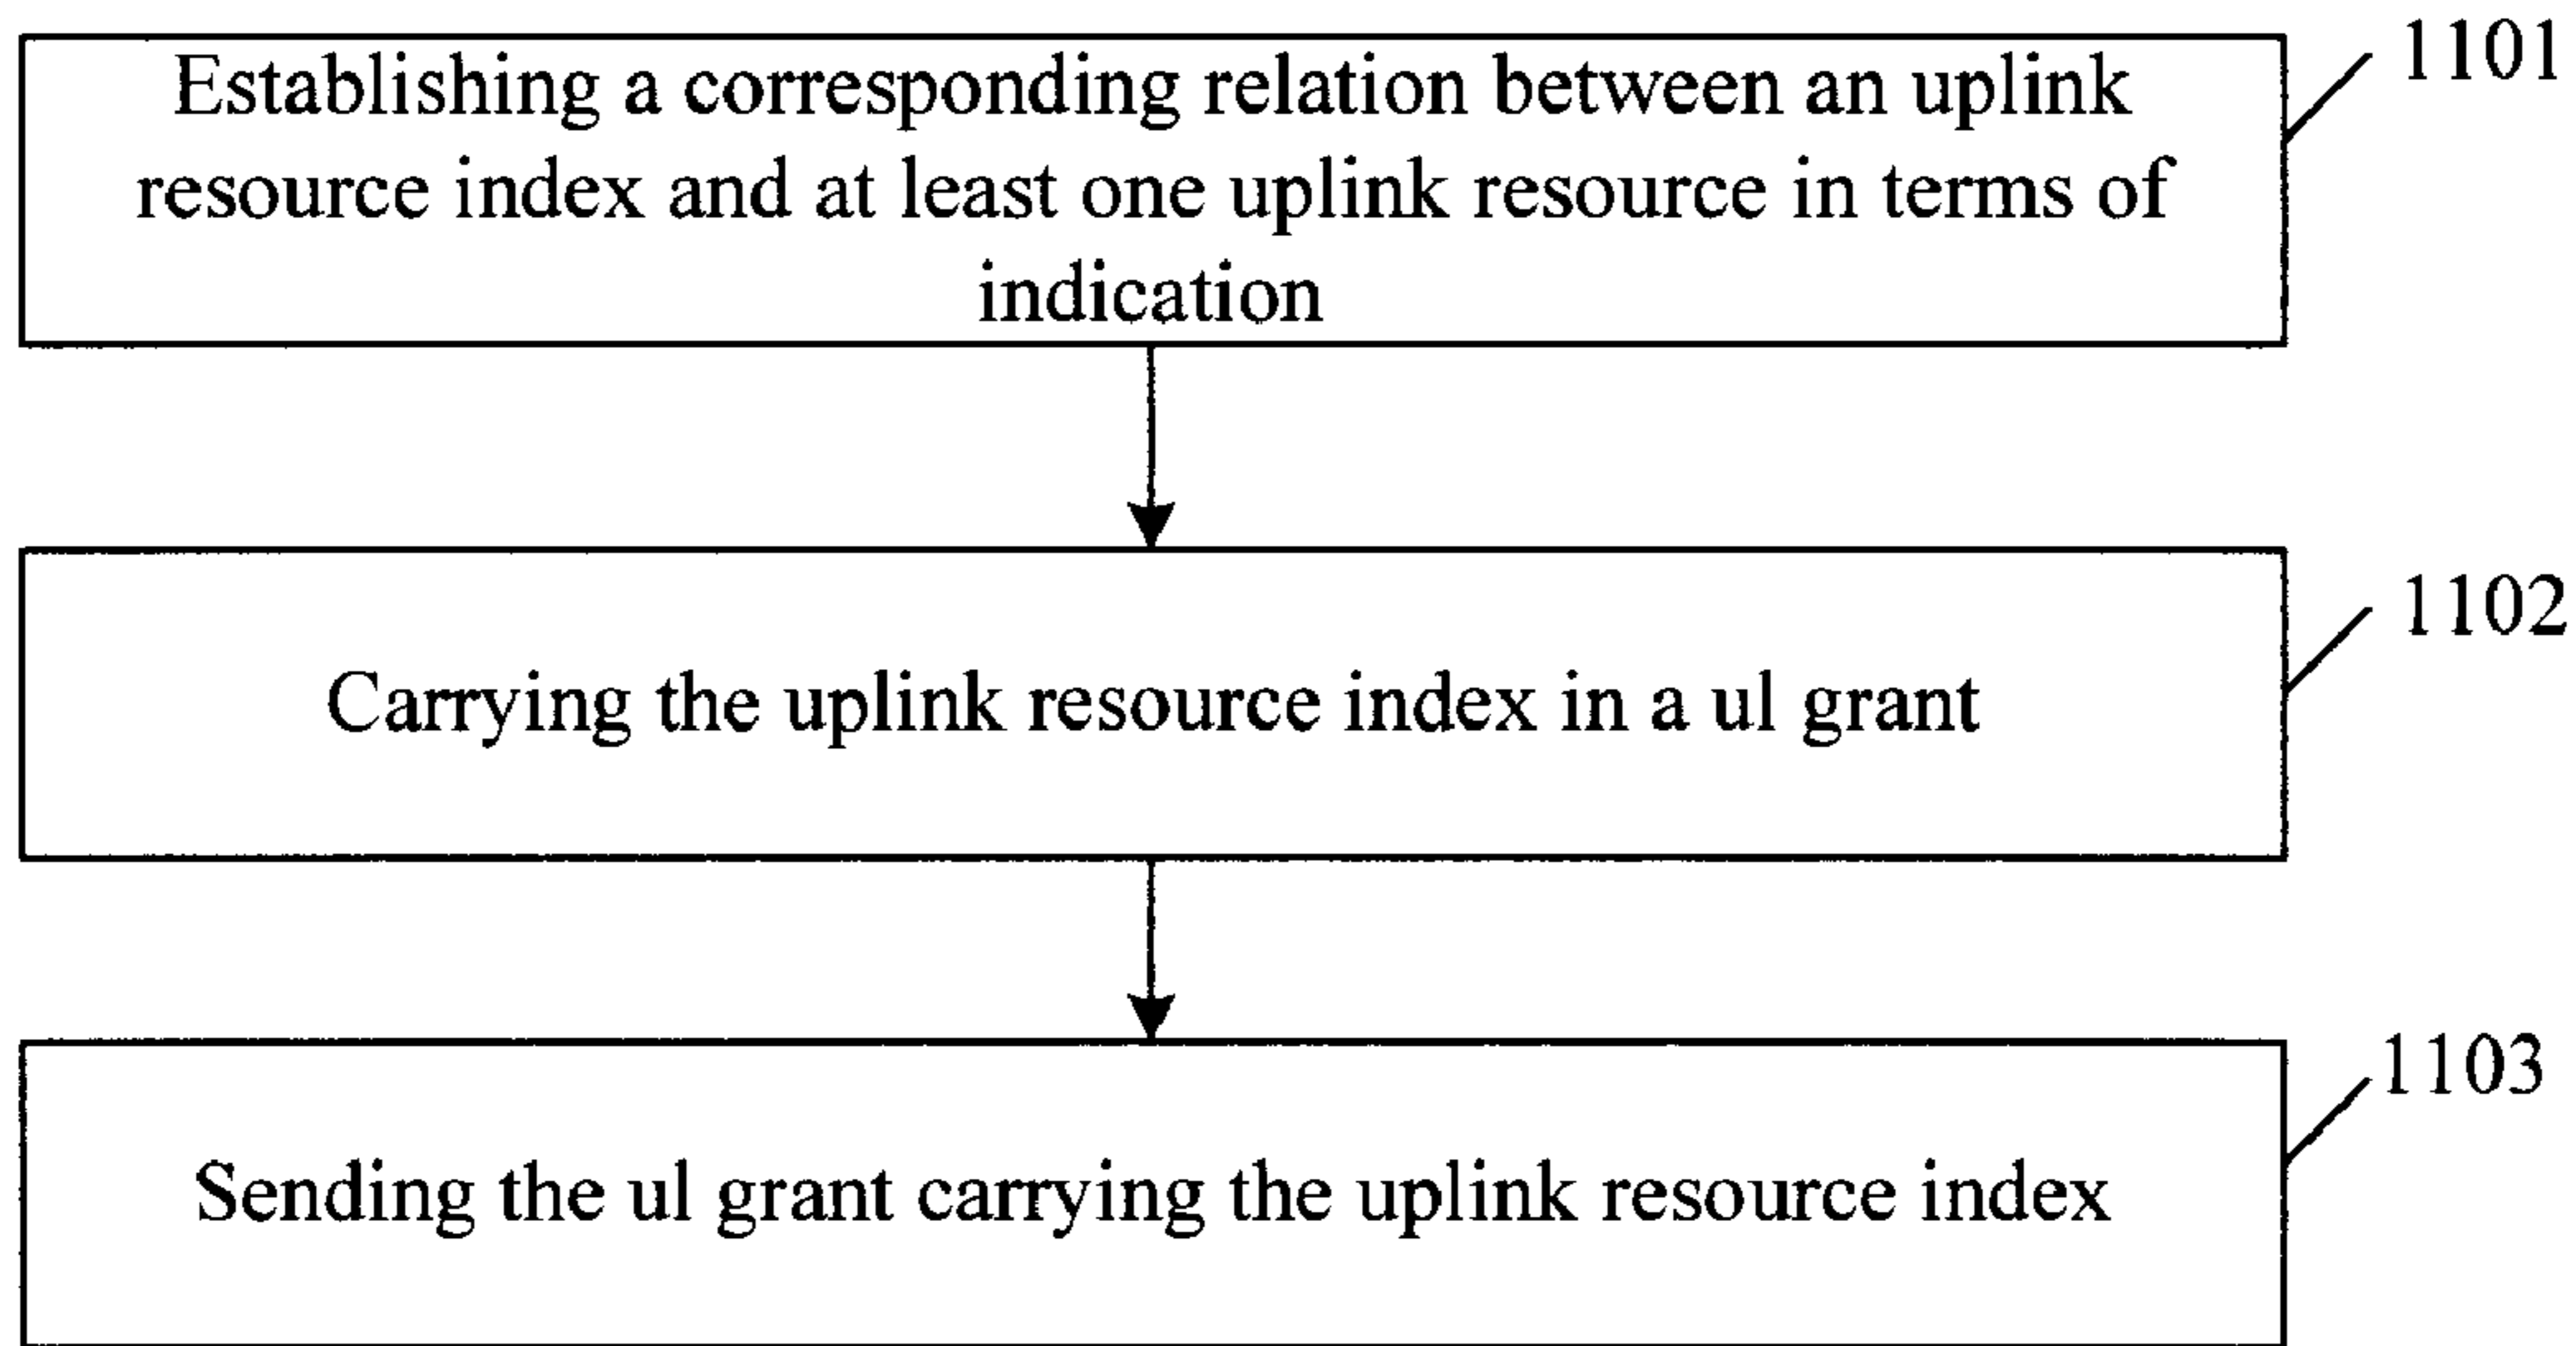 Establishing a corresponding relation between an uplink
resource index and at least one uplink resource in terms of
indication
1101
Carrying the uplink resource index in a ul grant
1102
Sending the ul grant carrying the uplink resource index
1103